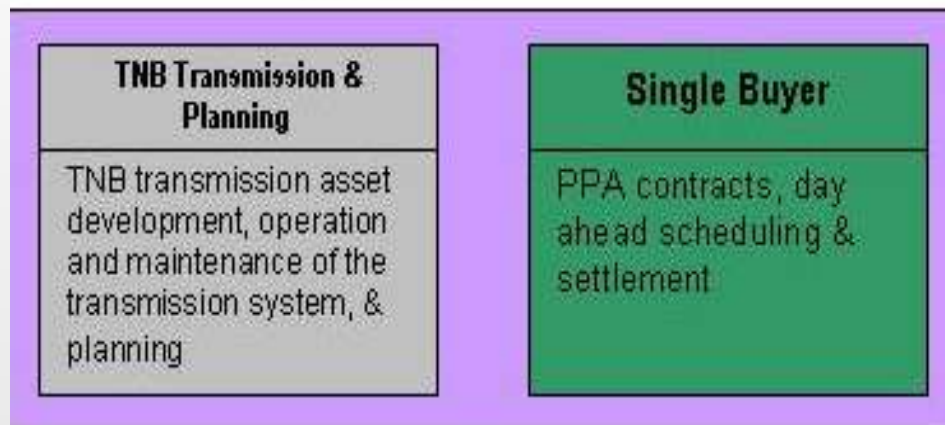 TNB Transmission &
Planning
TNB transmission asset
development, operation
and maintenance of the
transmission system, &
planning
Single Buyer
PPA contracts, day
ahead scheduling &
settlement